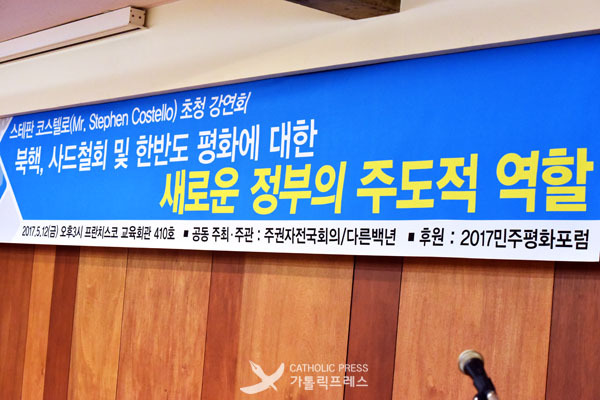 스테판 코스텔로(Mr. Stephen Costello) 초청 강연회
북핵, 사드철회 및 한반도 평화에 대한
새로운 정부의 주도적 역할
2017.5.12(금) 오후3시 프란치스코 교육회관 410호 ■ 공동 주최·주관 : 주권자전국회의/다른백년 ■ 후원 : 2017민주평화포럼
CATHOLIC PRESS
가톨릭프레스